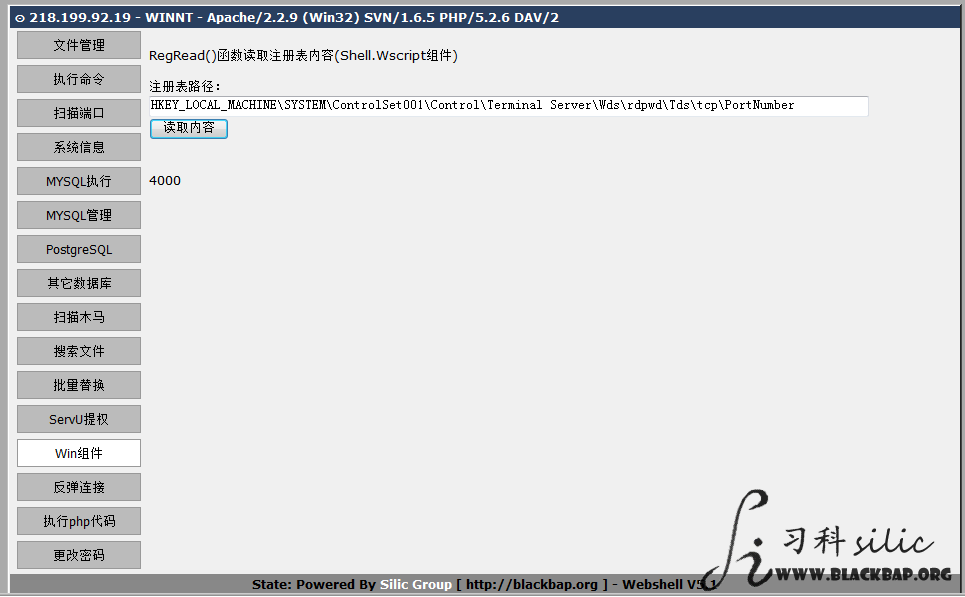 218.199.92.19 - WINNT - Apache/2.2.9 (Win32) SVN/1.6.5 PHP/5.2.6 DAV/2
文件管理
执行命令
扫描端口
系统信息
MYSQL执行
MYSQL管理
PostgreSQL
其它数据库
扫描木马
搜索文件
批量替换
ServU提权
Win组件
反弹连接
执行php代码
更改密码
RegRead()函数读取注册表内容(Shell.Wscript组件)
注册表路径：
HKEY_LOCAL_MACHINE\SYSTEM\ControlSet001\Control\Terminal Server\Wds\rdpwd\Tds\tcp\PortNumber
读取内容
4000
习科 silic
WWW.BLACKBAP.ORG
State: Powered By Silic Group [ http://blackbap.org ] - Webshell V5.1